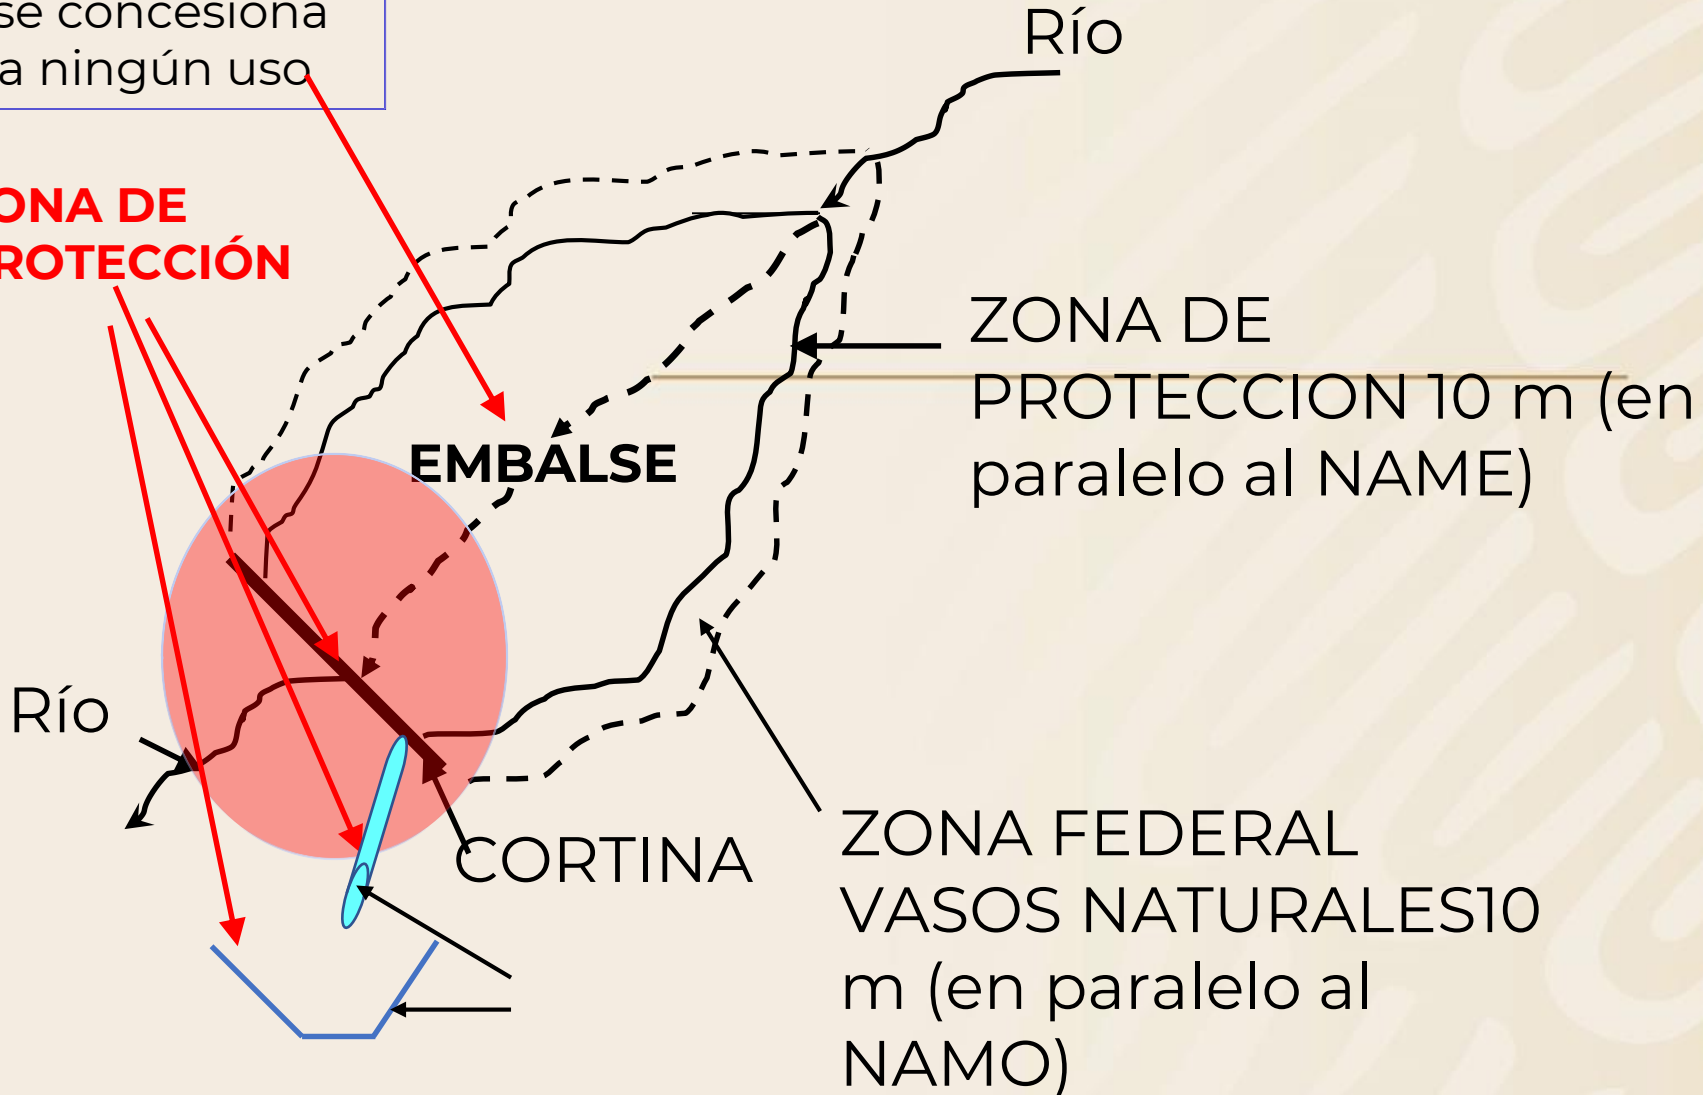 se concesiona
a ningún uso
Río
ONA DE
ROTECCIÓN
ZONA DE
PROTECCION 10 m (en
paralelo al NAME)
EMBALSE
Río
CORTINA
ZONA FEDERAL
VASOS NATURALES10
m (en paralelo al
NAMO)